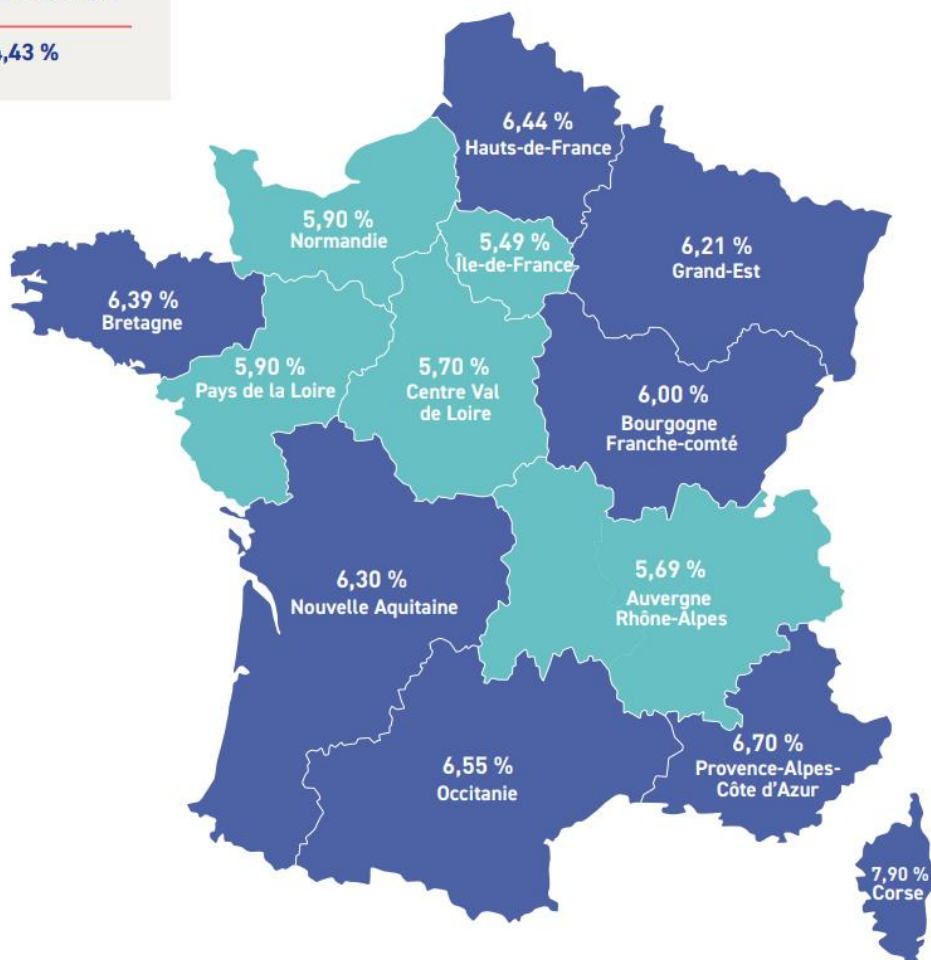 ,43 %
6,44 %
Hauts-de-France
5,90 %
Normandie
5,49 %
Île-de-France
6,21 %
Grand-Est
6,39 %
Bretagne
5,90 %
Pays de la Loire
5,70 %
Centre Val
de Loire
6,00 %
Bourgogne
Franche-comté
6,30 %
Nouvelle Aquitaine
5,69 %
Auvergne
Rhône-Alpes
6,55 %
Occitanie
6,70 %
Provence-Alpes-
Côte d'Azur
7,90 %
Corse